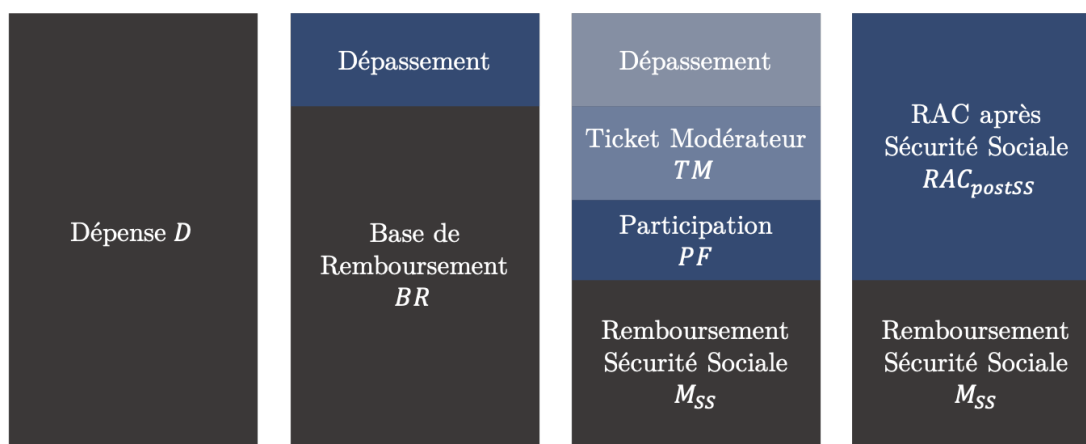 Dépense D
Dépassement
Base de
Remboursement
BR
Dépassement
Ticket Modérateur
TM
Participation
PF
Remboursement
Sécurité Sociale
M_SS
RAC après
Sécurité Sociale
RAC_postSS
Remboursement
Sécurité Sociale
M_SS